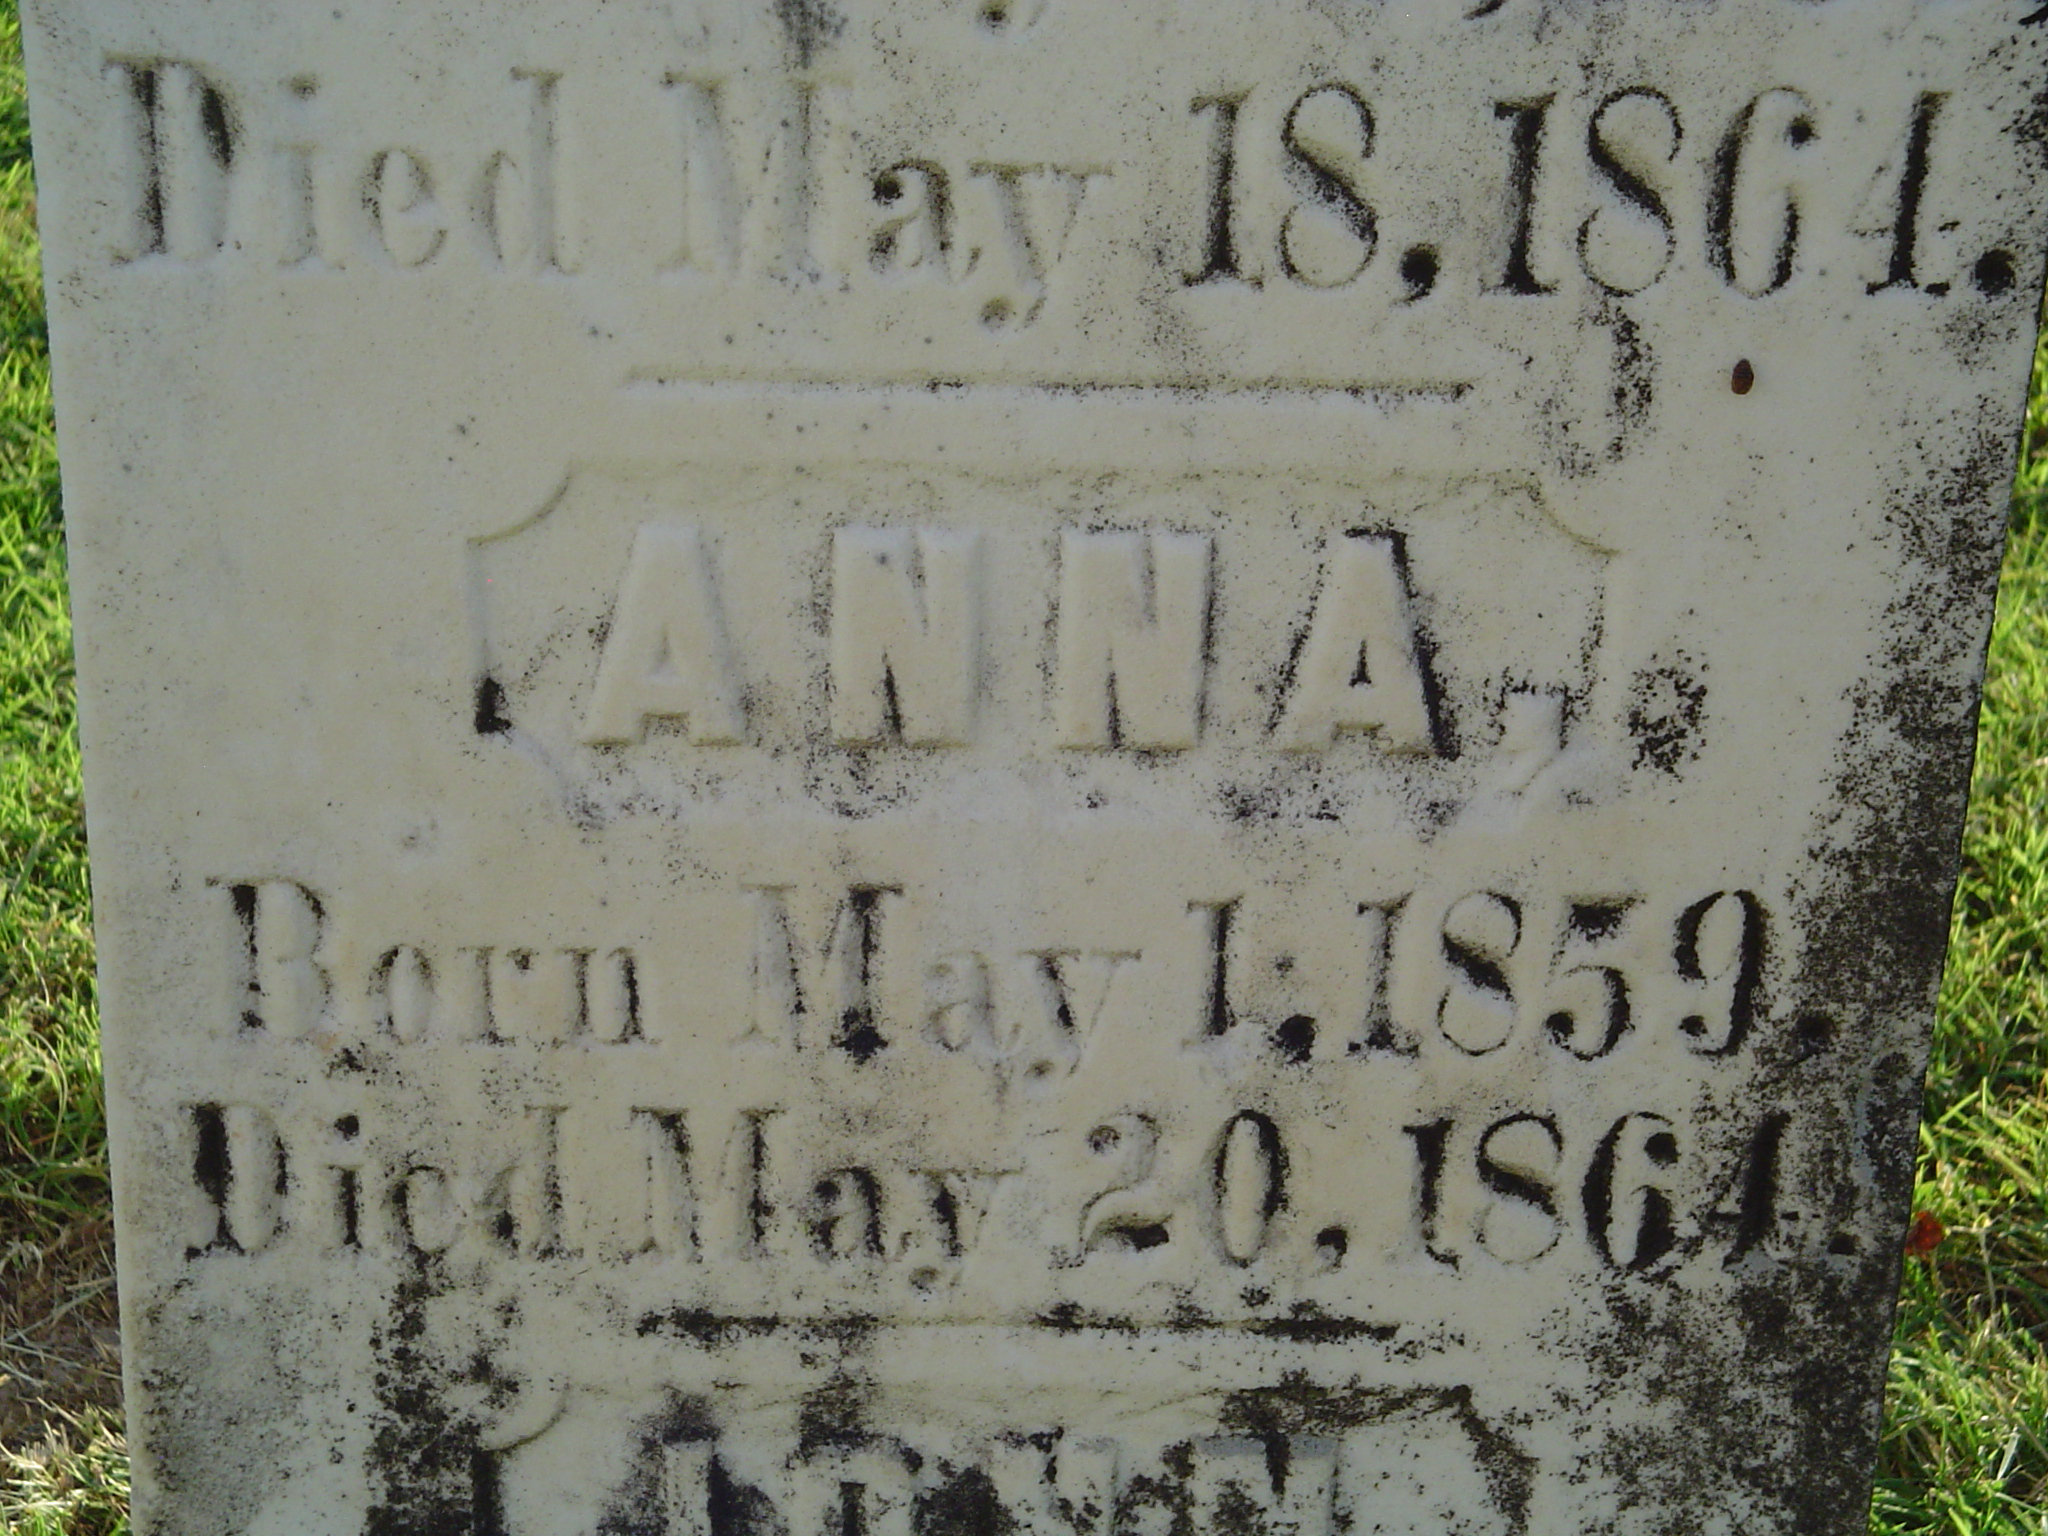 Died May 18, 1864.
ANNA,
Born May 1, 1859,
Died May 20, 1864.